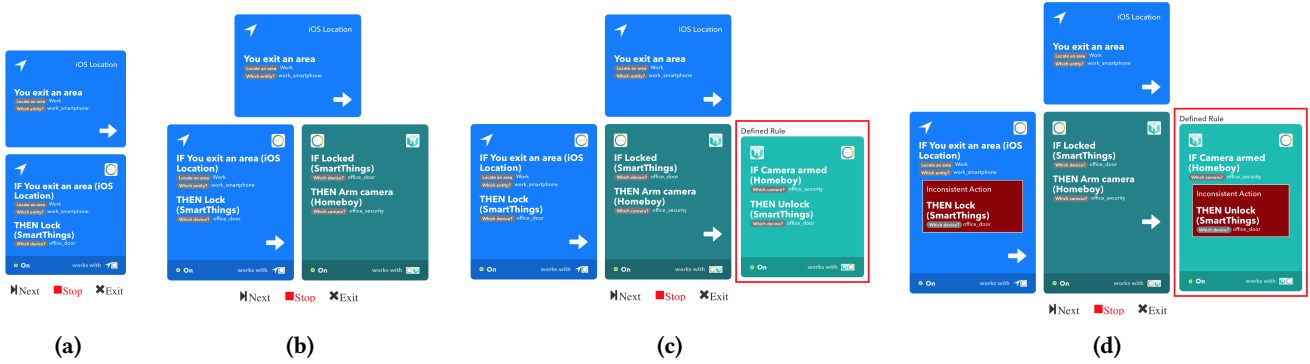 iOS Location
You exit an area
Locate an area Work
Which entity? work_smartphone
IF You exit an area (iOS
Location)
Locate an area Work
Which entity? work_smartphone
THEN Lock
(SmartThings)
Which device? office_door
On works with
Next Stop Exit
(a)
iOS Location
You exit an area
Locate an area Work
Which entity? work_smartphone
IF You exit an area (iOS
Location)
Locate an area Work
Which entity? work_smartphone
THEN Lock
(SmartThings)
Which device? office_door
On works with
IF Locked
(SmartThings)
Which device? office_door
THEN Arm camera
(Homeboy)
Which camera? office_security
On works with
Next Stop Exit
(b)
iOS Location
You exit an area
Locate an area Work
Which entity? work_smartphone
IF You exit an area (iOS
Location)
Locate an area Work
Which entity? work_smartphone
THEN Lock
(SmartThings)
Which device? office_door
On works with
IF Locked
(SmartThings)
Which device? office_door
THEN Arm camera
(Homeboy)
Which camera? office_security
On works with
Defined Rule
IF Camera armed
(Homeboy)
Which camera? office_security
THEN Unlock
(SmartThings)
Which device? office_door
On works with
Next Stop Exit
(c)
iOS Location
You exit an area
Locate an area Work
Which entity? work_smartphone
IF You exit an area (iOS
Location)
Locate an area Work
Which entity? work_smartphone
Inconsistent Action
THEN Lock
(SmartThings)
Which device? office_door
On works with
IF Locked
(SmartThings)
Which device? office_door
THEN Arm camera
(Homeboy)
Which camera? office_security
On works with
Defined Rule
IF Camera armed
(Homeboy)
Which camera? office_security
Inconsistent Action
THEN Unlock
(SmartThings)
Which device? office_door
On works with
Next Stop Exit
(d)